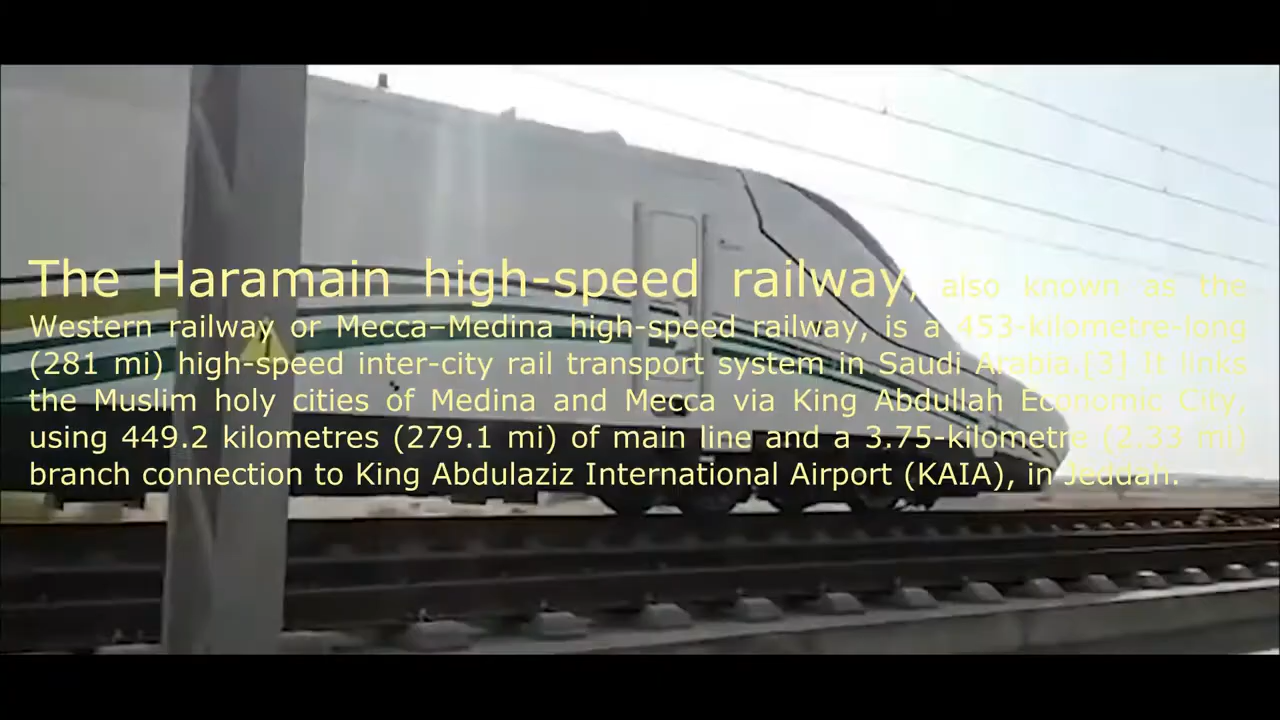 The Haramain high-speed railway, also known as the
Western railway or Mecca–Medina high-speed railway, is a 453-kilometre-long
(281 mi) high-speed inter-city rail transport system in Saudi Arabia.[3] It links
the Muslim holy cities of Medina and Mecca via King Abdullah Economic City,
using 449.2 kilometres (279.1 mi) of main line and a 3.75-kilometre (2.33 mi)
branch connection to King Abdulaziz International Airport (KAIA), in Jeddah.